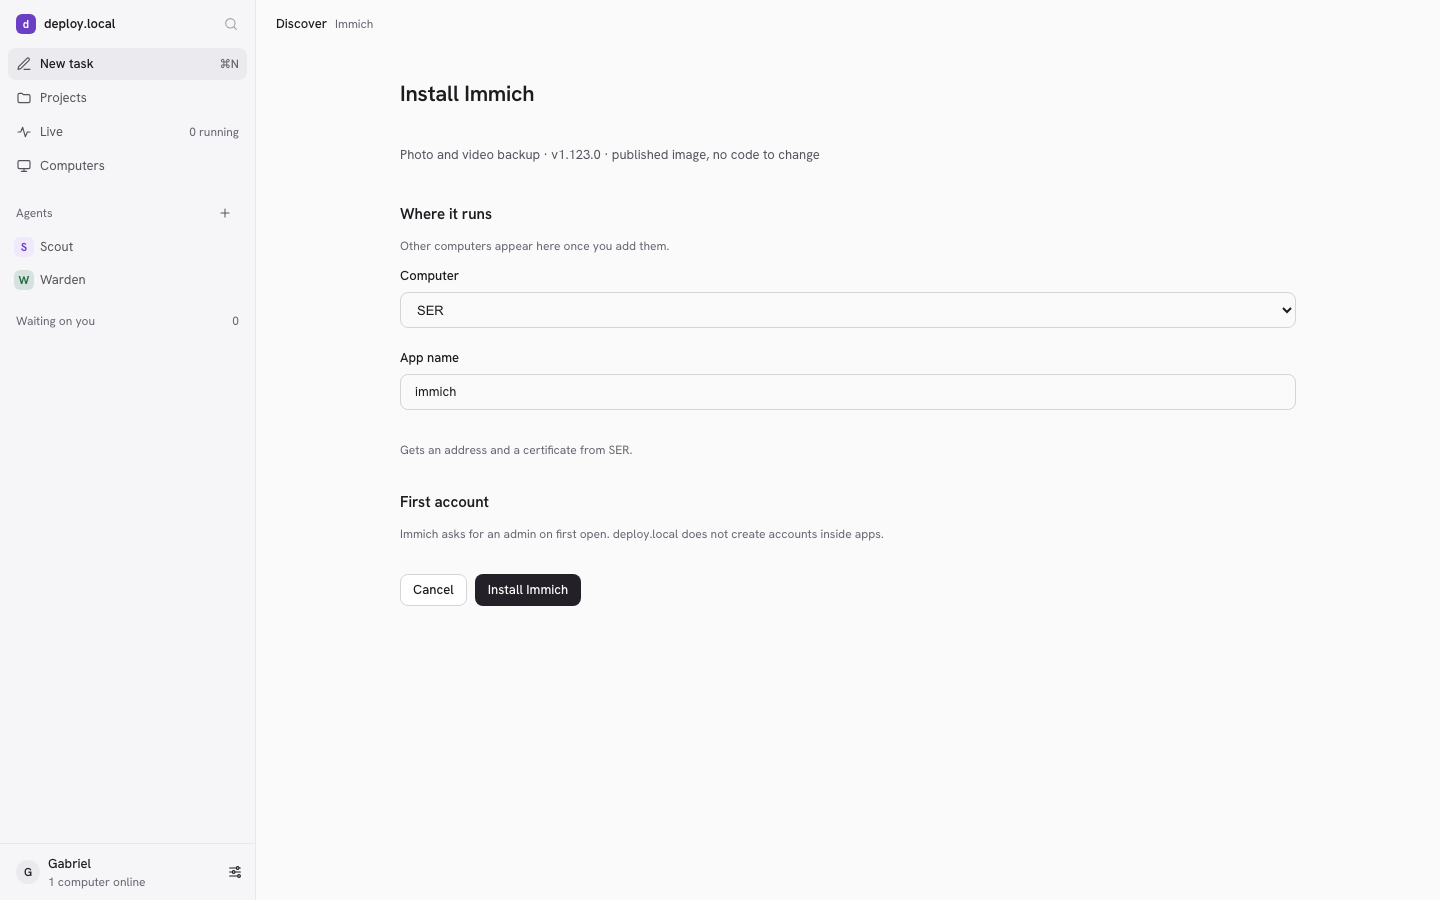 d deploy.local
New task ⌘N
Projects
Live 0 running
Computers
Agents
S Scout
W Warden
Waiting on you 0
G Gabriel
1 computer online
Discover Immich
Install Immich
Photo and video backup · v1.123.0 · published image, no code to change
Where it runs
Other computers appear here once you add them.
Computer
SER
App name
immich
Gets an address and a certificate from SER.
First account
Immich asks for an admin on first open. deploy.local does not create accounts inside apps.
Cancel Install Immich